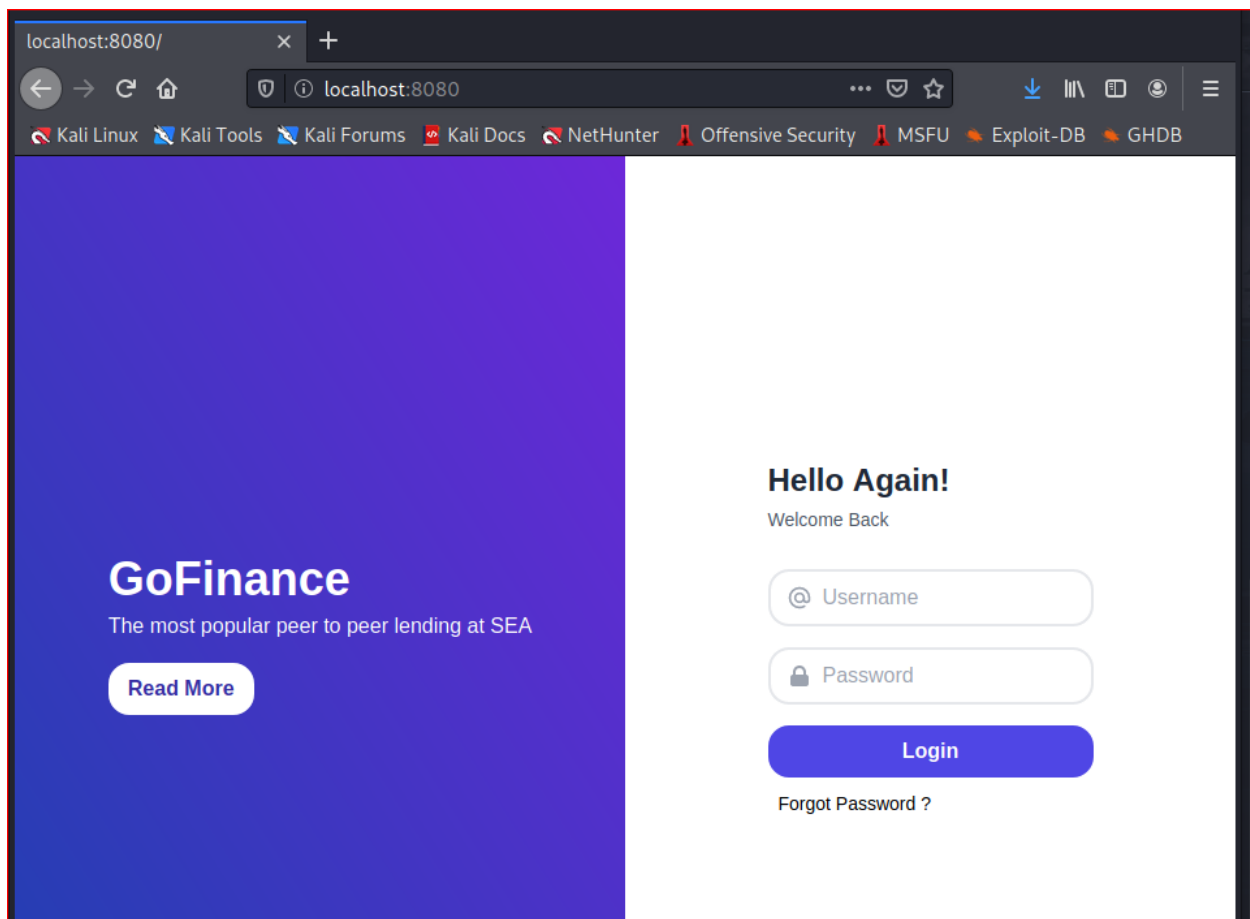 localhost:8080/
localhost:8080
Kali Linux Kali Tools Kali Forums Kali Docs NetHunter Offensive Security MSFU Exploit-DB GHDB
GoFinance
The most popular peer to peer lending at SEA
Read More
Hello Again!
Welcome Back
Username
Password
Login
Forgot Password ?